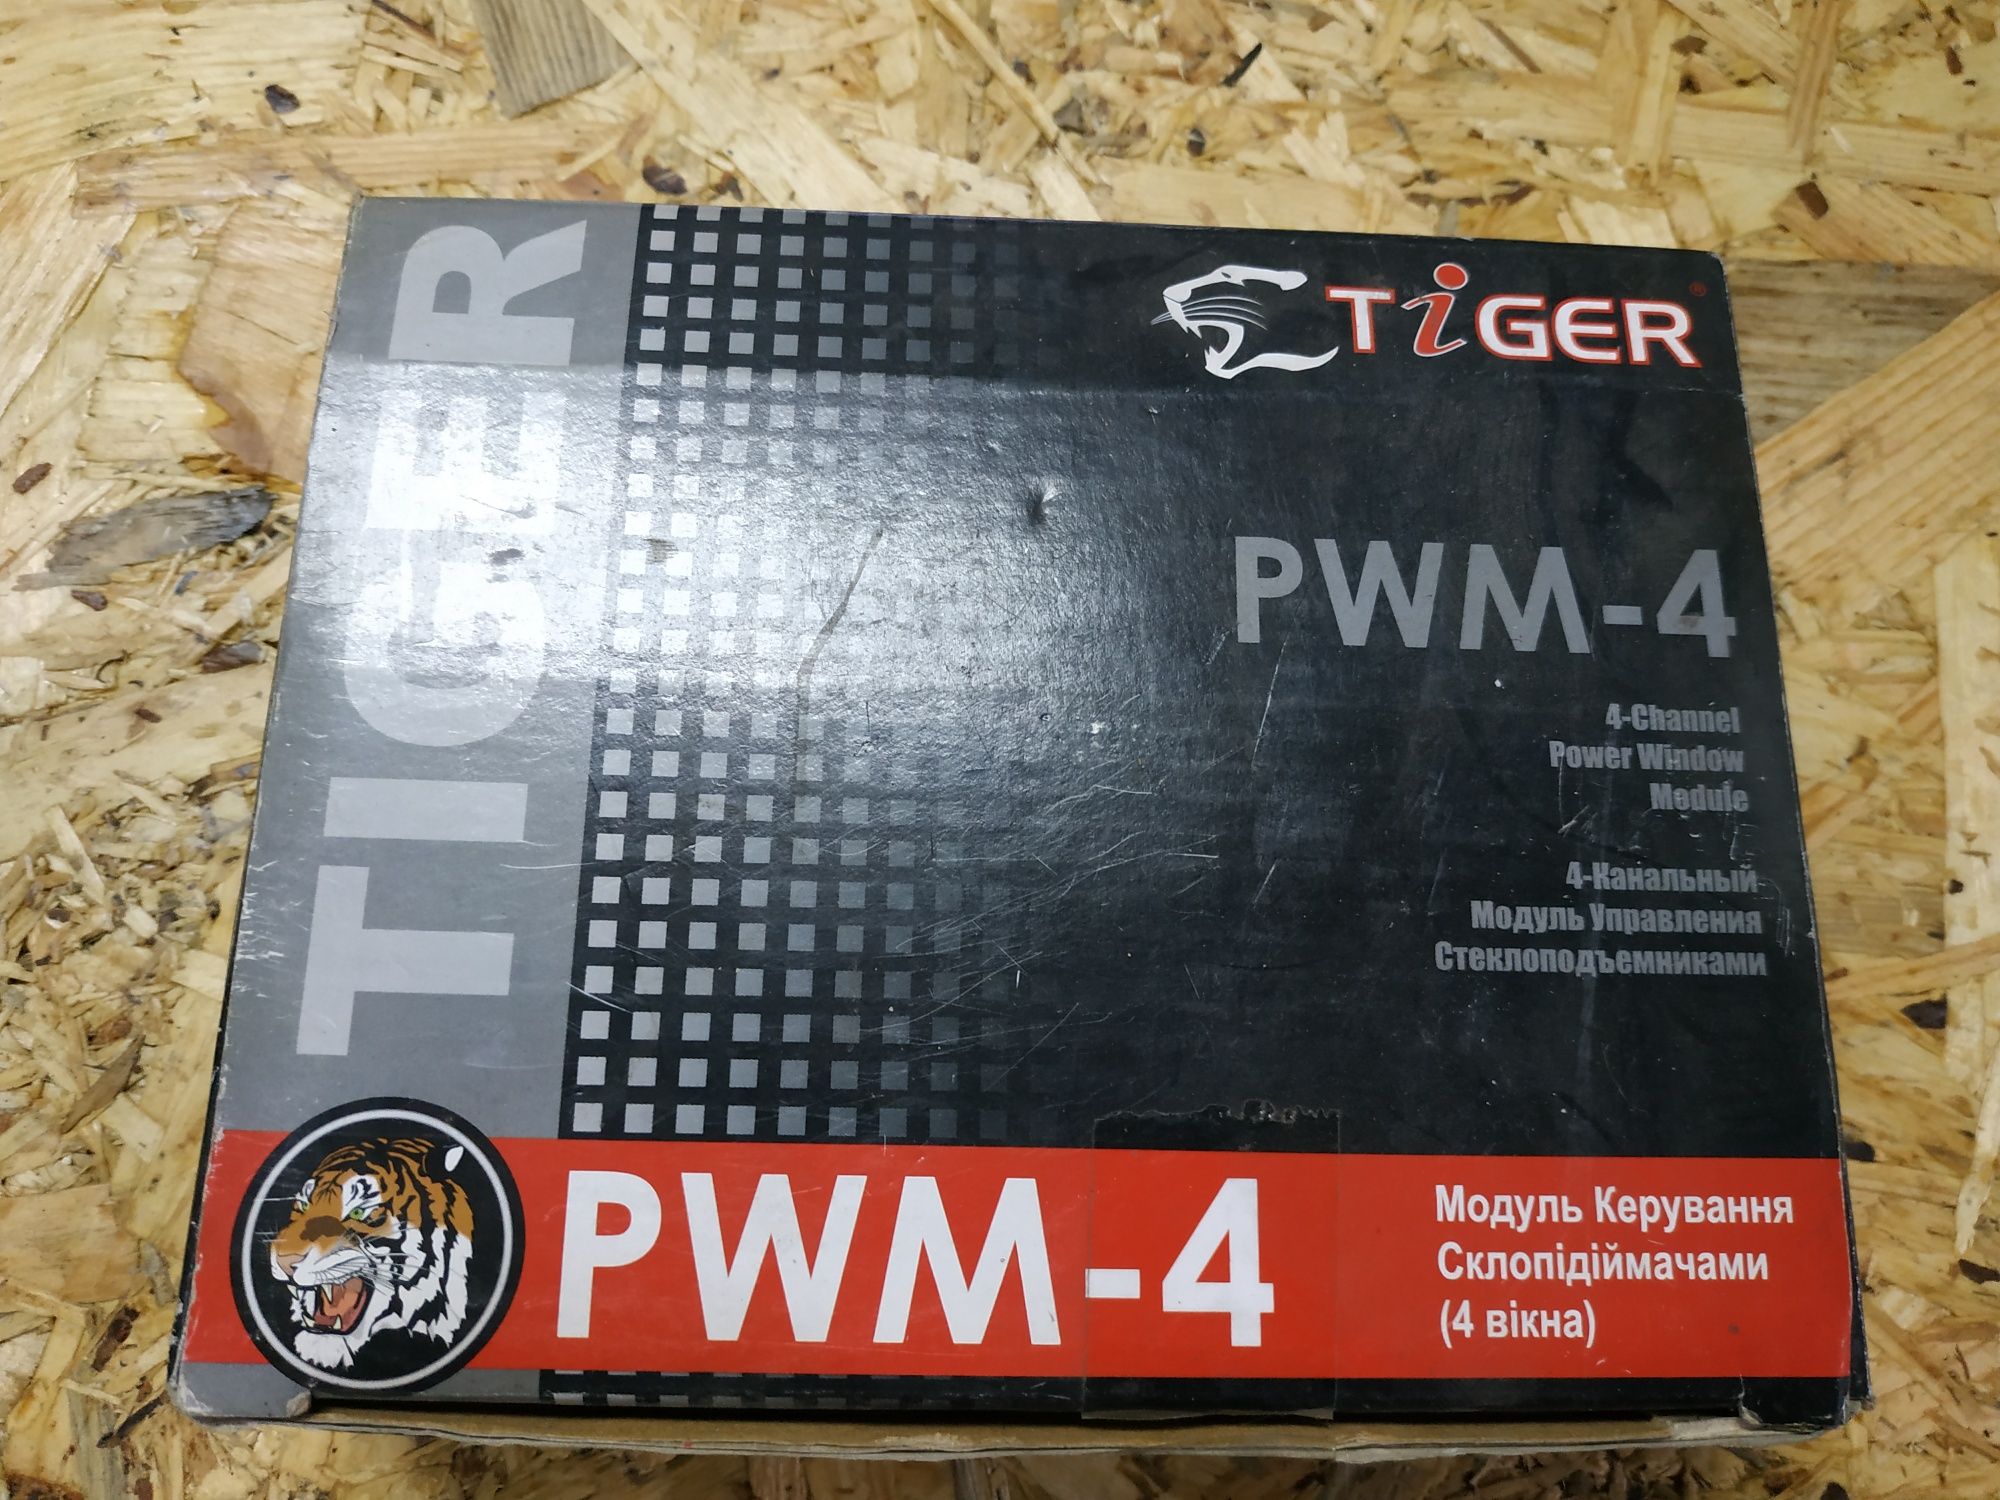 TIGER
TiGER®
PWM-4
4-Channel
Power Window
Module
4-Канальный
Модуль Управления
Стеклоподъемниками
PWM-4
Модуль Керування
Склопідіймачами
(4 вікна)